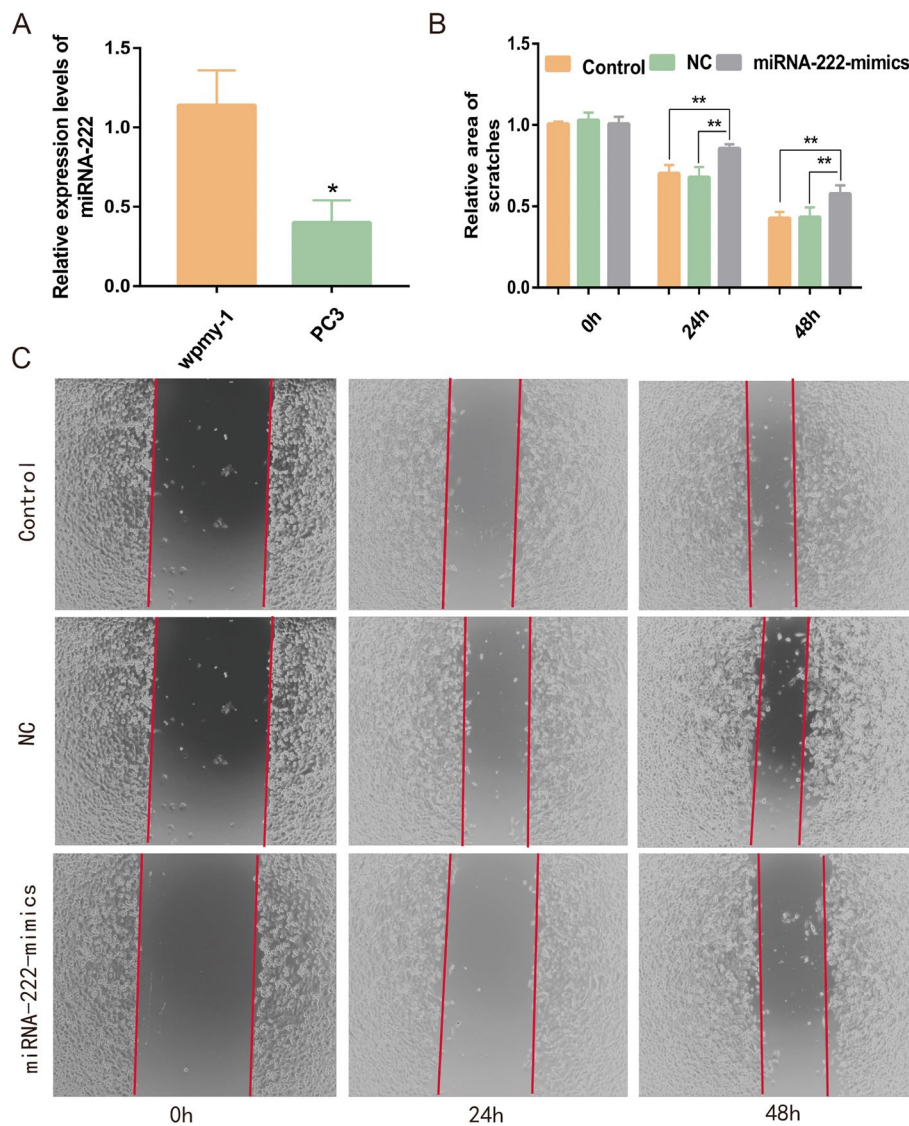 A
Relative expression levels of
miRNA-222
1.5
1.0
0.5
0.0
*
wpmy-1
PC3
B
Relative area of
scratches
1.5
1.0
0.5
0.0
Control
NC
miRNA-222-mimics
**
**
**
**
0h
24h
48h
C
Control
NC
miRNA-222-mimics
0h
24h
48h